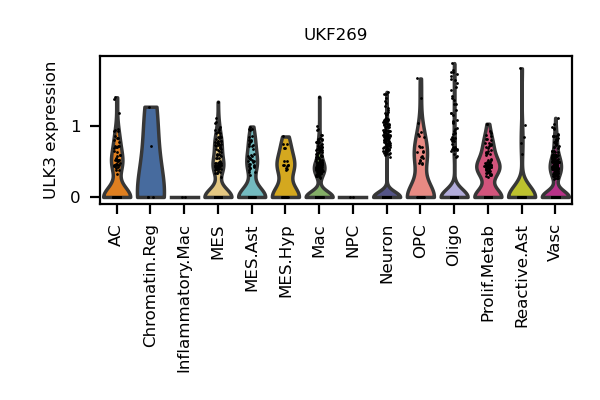 UKF269
ULK3 expression
1
0
AC
Chromatin.Reg
Inflammatory.Mac
MES
MES.Ast
MES.Hyp
Mac
NPC
Neuron
OPC
Oligo
Prolif.Metab
Reactive.Ast
Vasc